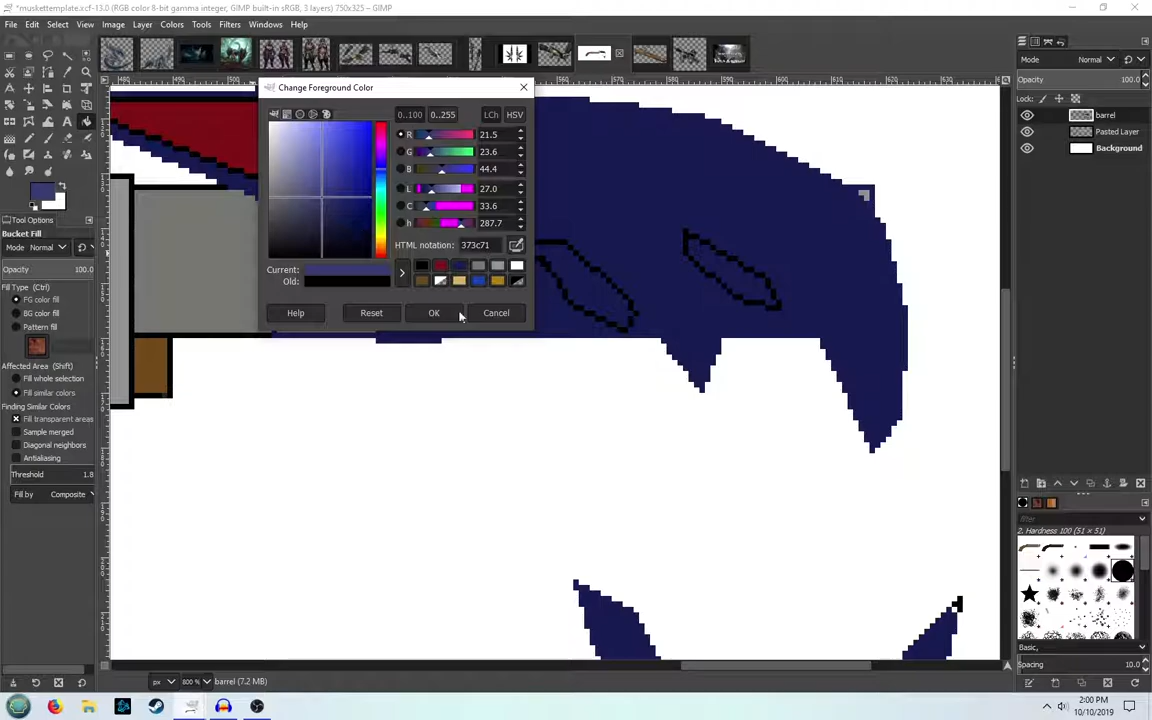 *muskettemplate.xcf-13.0 (RGB color 8-bit gamma integer, GIMP built-in sRGB, 3 layers) 750x325 – GIMP
File Edit Select View Image Layer Colors Tools Filters Windows Help
Change Foreground Color
0..100 0..255 LCh HSV
R 21.5
G 23.6
B 44.4
L 27.0
C 33.6
h 287.7
HTML notation: 373c71
Current:
Old:
Help Reset OK Cancel
Tool Options
Bucket Fill
Mode Normal
Opacity 100.0
Fill Type (Ctrl)
FG color fill
BG color fill
Pattern fill
Affected Area (Shift)
Fill whole selection
Fill similar colors
Finding Similar Colors
Fill transparent areas
Sample merged
Diagonal neighbors
Antialiasing
Threshold 1.8
Fill by Composite
Mode Normal
Opacity 100.0
Lock:
barrel
Pasted Layer
Background
filter
2. Hardness 100 (51 × 51)
Basic,
Spacing 10.0
px 800 % barrel (7.2 MB)
2:00 PM
10/10/2019